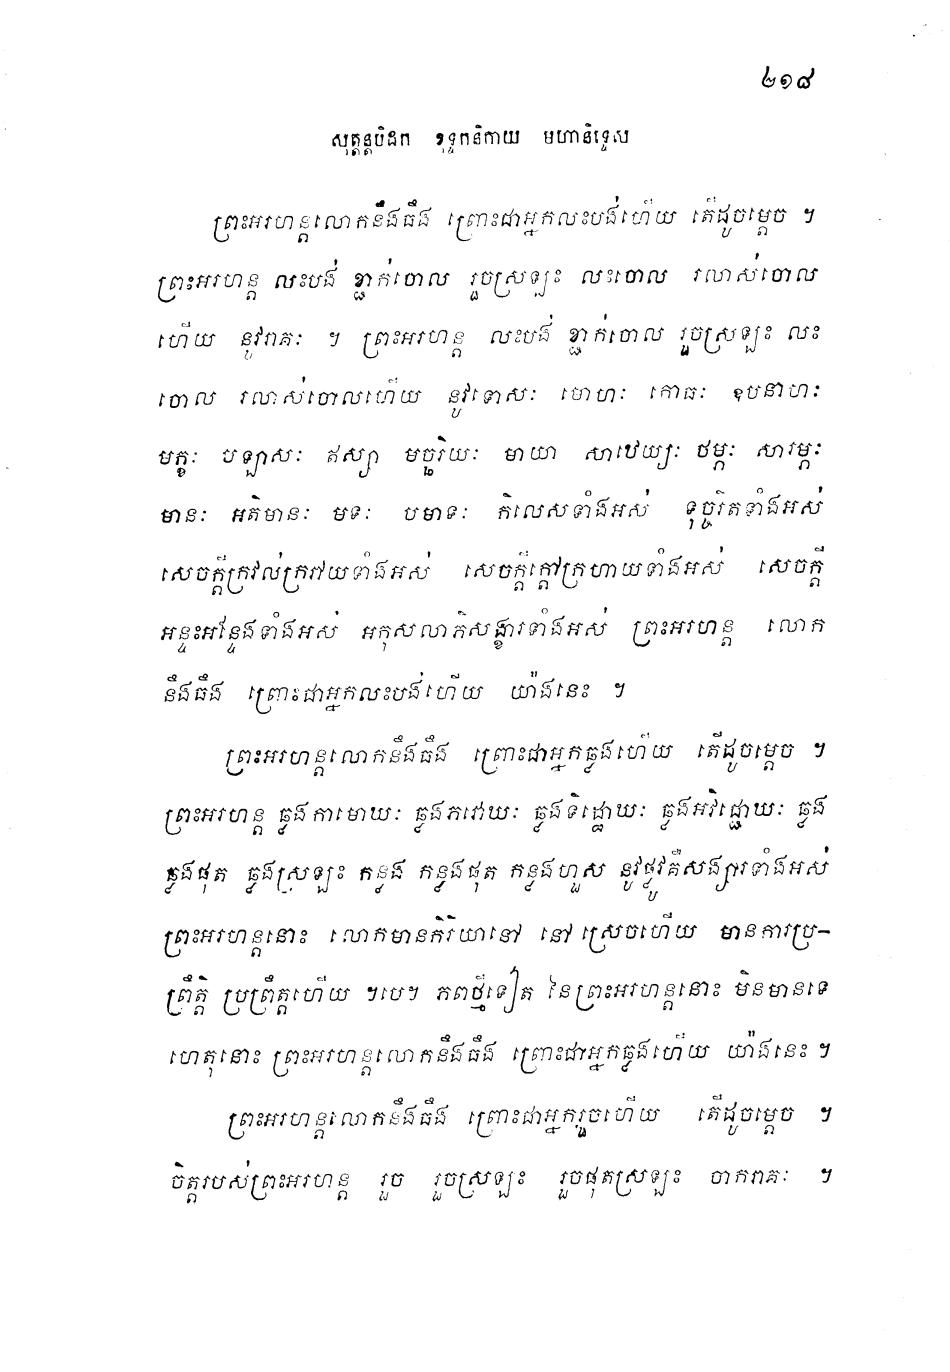 ២១៨
សុត្តន្តបិដក ខុទ្ទកនិកាយ មហានិទ្ទេស
ព្រះអរហន្តលោកនឹងធឹង ព្រោះជាអ្នកលះបង់ហើយ តើដូចម្តេច ។
ព្រះអរហន្ត លះបង់ ខ្ជាក់ចោល រួចស្រឡះ លះចោល រលាស់ចោល
ហើយ នូវរាគៈ ។ ព្រះអរហន្ត លះបង់ ខ្ជាក់ចោល រួចស្រឡះ លះ
ចោល រលាស់ចោលហើយ នូវទោសៈ មោហៈ កោធៈ ឧបនាហៈ
មក្ខៈ បឡាសៈ ឥស្សា មច្ឆរិយៈ មាយា សាឋេយ្យៈ ថម្ភៈ សារម្ភៈ
មានៈ អតិមានៈ មទៈ បមាទៈ កិលេសទាំងអស់ ទុច្ចរិតទាំងអស់
សេចក្តីក្រវល់ក្រវាយទាំងអស់ សេចក្តីក្តៅក្រហាយទាំងអស់ សេចក្តី
អន្ទះអន្ទែងទាំងអស់ អកុសលាភិសង្ខារទាំងអស់ ព្រះអរហន្ត លោក
នឹងធឹង ព្រោះជាអ្នកលះបង់ហើយ យ៉ាងនេះ ។
ព្រះអរហន្តលោកនឹងធឹង ព្រោះជាអ្នកឆ្លងហើយ តើដូចម្តេច ។
ព្រះអរហន្ត ឆ្លងកាមោឃៈ ឆ្លងភវោឃៈ ឆ្លងទិដ្ឋោឃៈ ឆ្លងអវិជ្ជោឃៈ ឆ្លង
ឆ្លងផុត ឆ្លងស្រឡះ កន្លង កន្លងផុត កន្លងហួស នូវផ្លូវគឺសង្សារទាំងអស់
ព្រះអរហន្តនោះ លោកមានកិរិយានៅ នៅស្រេចហើយ មានការប្រ-
ព្រឹត្តិ ប្រព្រឹត្តហើយ ។បេ។ ភពថ្មីទៀត នៃព្រះអរហន្តនោះ មិនមានទេ
ហេតុនោះ ព្រះអរហន្តលោកនឹងធឹង ព្រោះជាអ្នកឆ្លងហើយ យ៉ាងនេះ ។
ព្រះអរហន្តលោកនឹងធឹង ព្រោះជាអ្នករួចហើយ តើដូចម្តេច ។
ចិត្តរបស់ព្រះអរហន្ត រួច រួចស្រឡះ រួចផុតស្រឡះ ចាករាគៈ ។